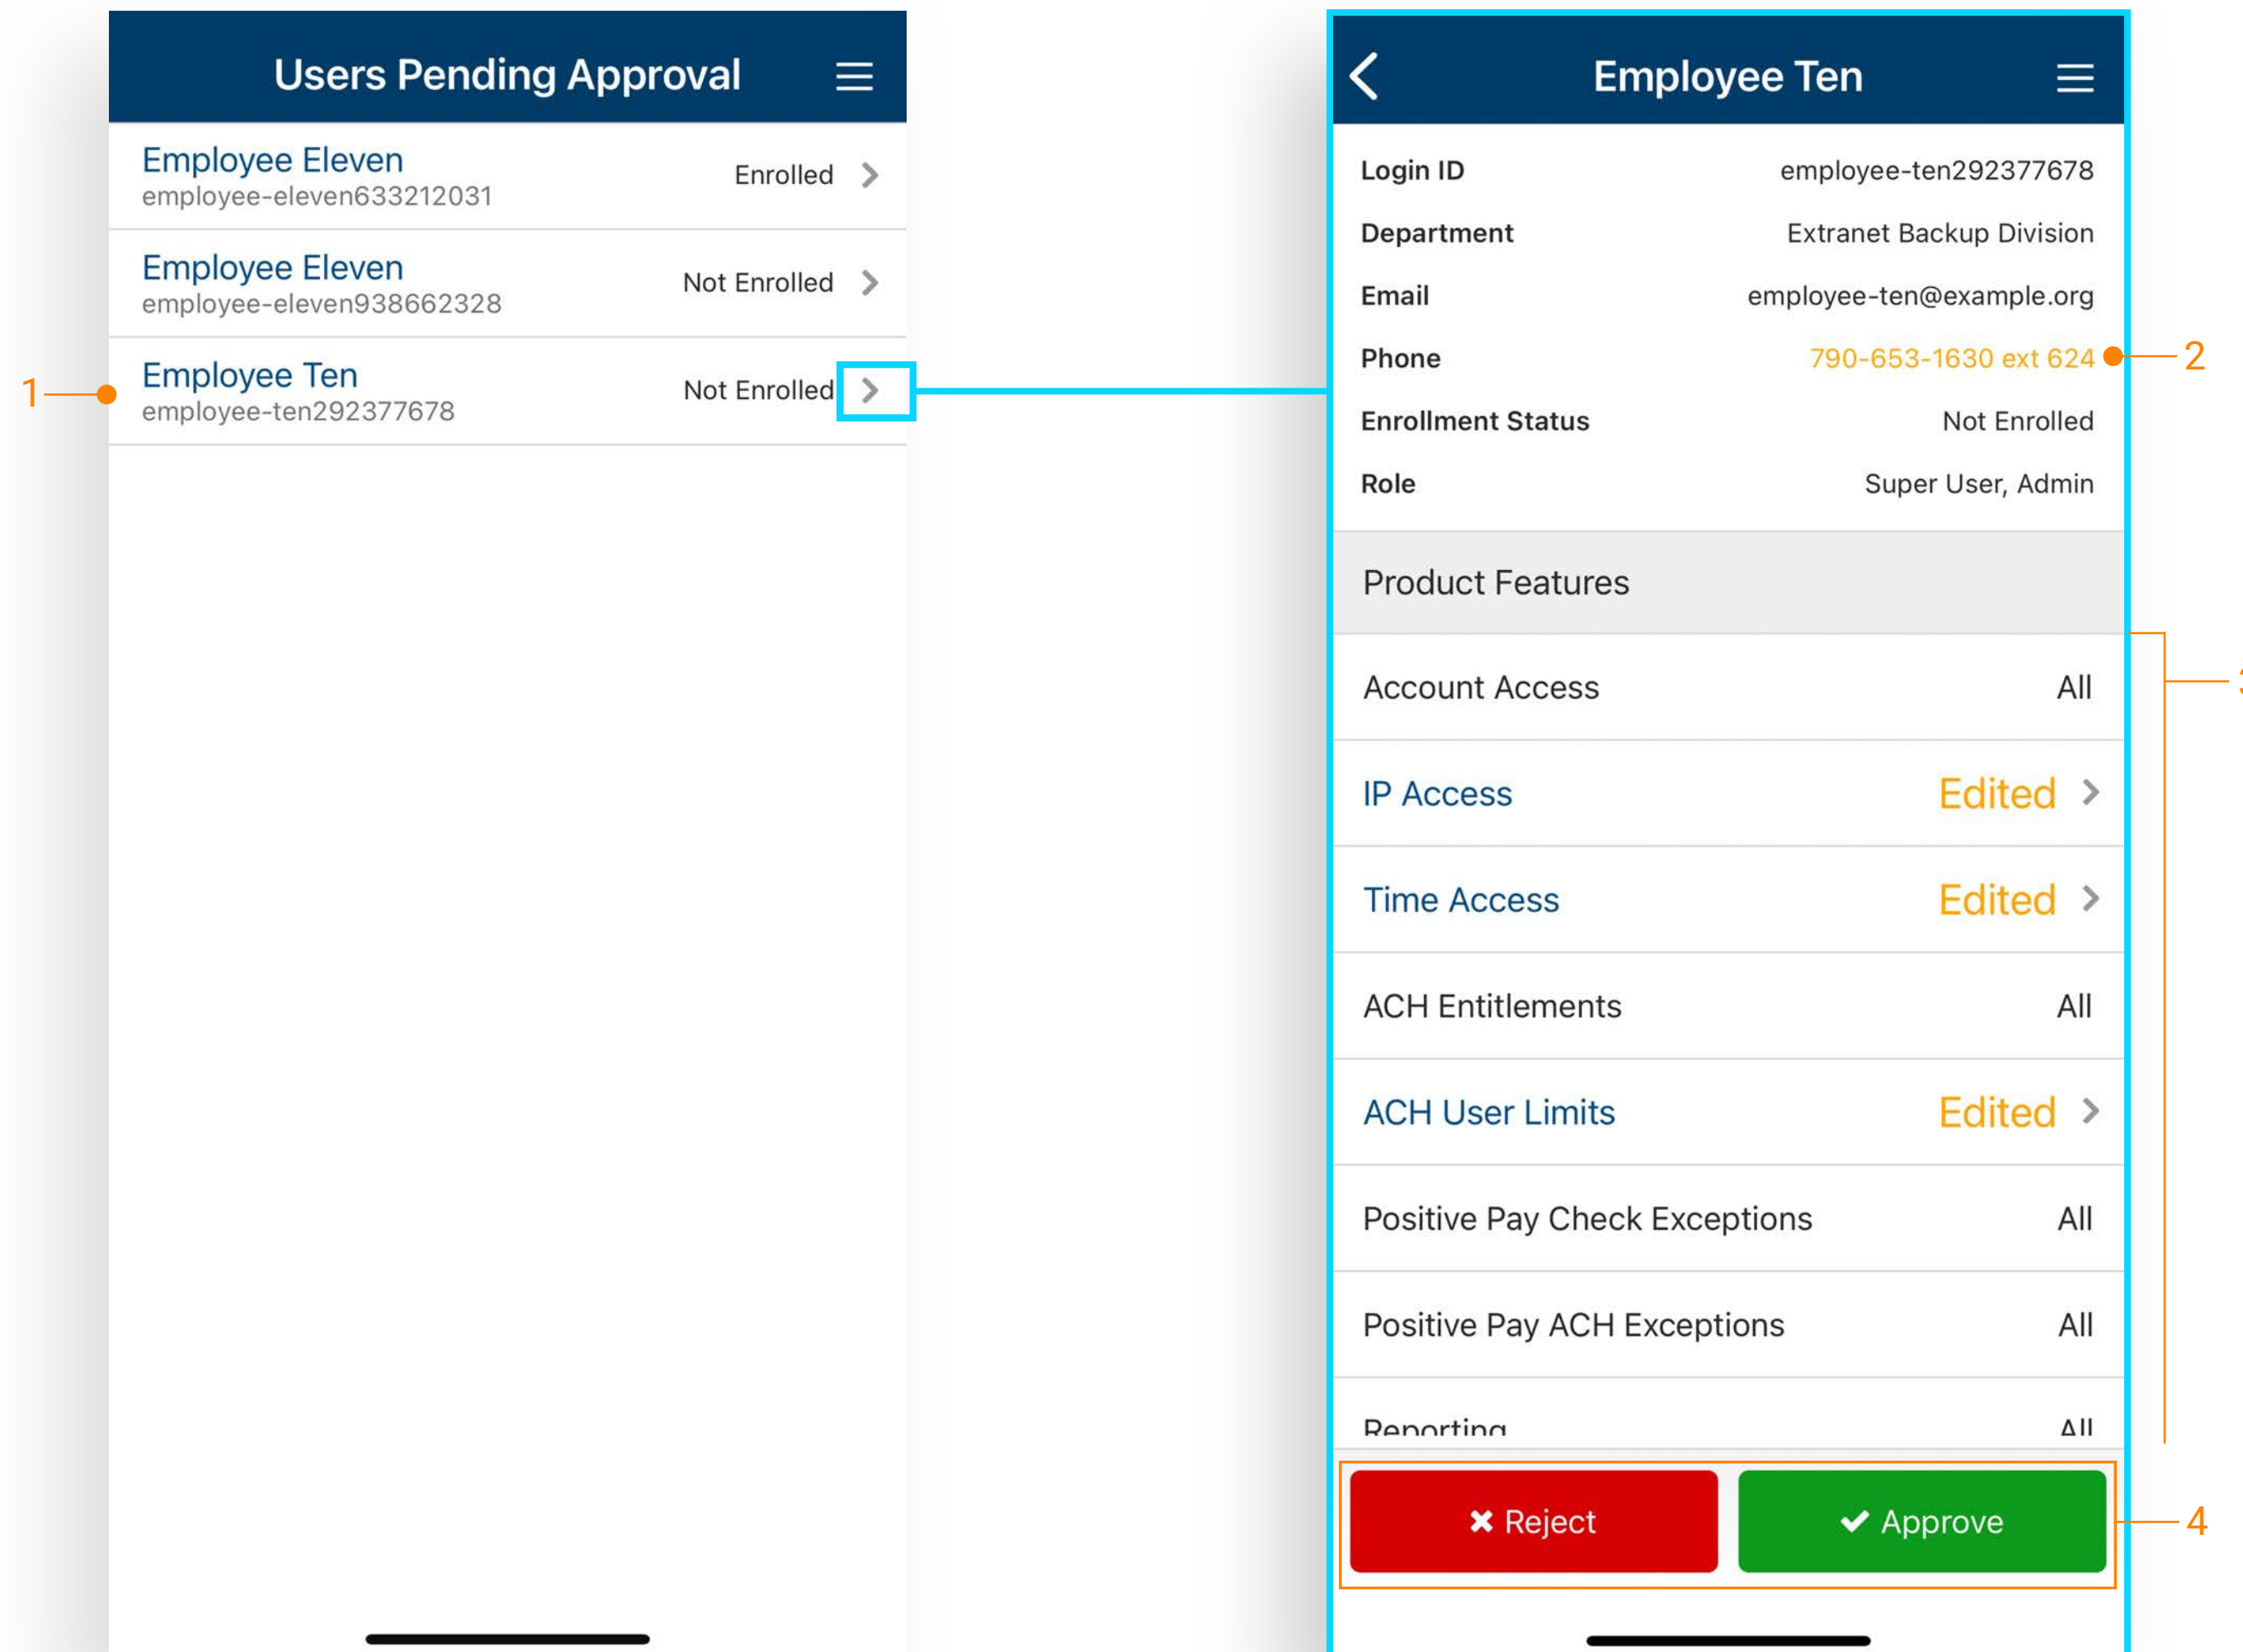 Users Pending Approval
Employee Eleven
employee-eleven633212031
Enrolled
Employee Eleven
employee-eleven938662328
Not Enrolled
1
Employee Ten
employee-ten292377678
Not Enrolled
Employee Ten
Login ID employee-ten292377678
Department Extranet Backup Division
Email employee-ten@example.org
Phone 790-653-1630 ext 624 2
Enrollment Status Not Enrolled
Role Super User, Admin
Product Features
Account Access All
IP Access Edited
Time Access Edited
ACH Entitlements All
ACH User Limits Edited
Positive Pay Check Exceptions All
Positive Pay ACH Exceptions All
Reporting All
Reject Approve 4